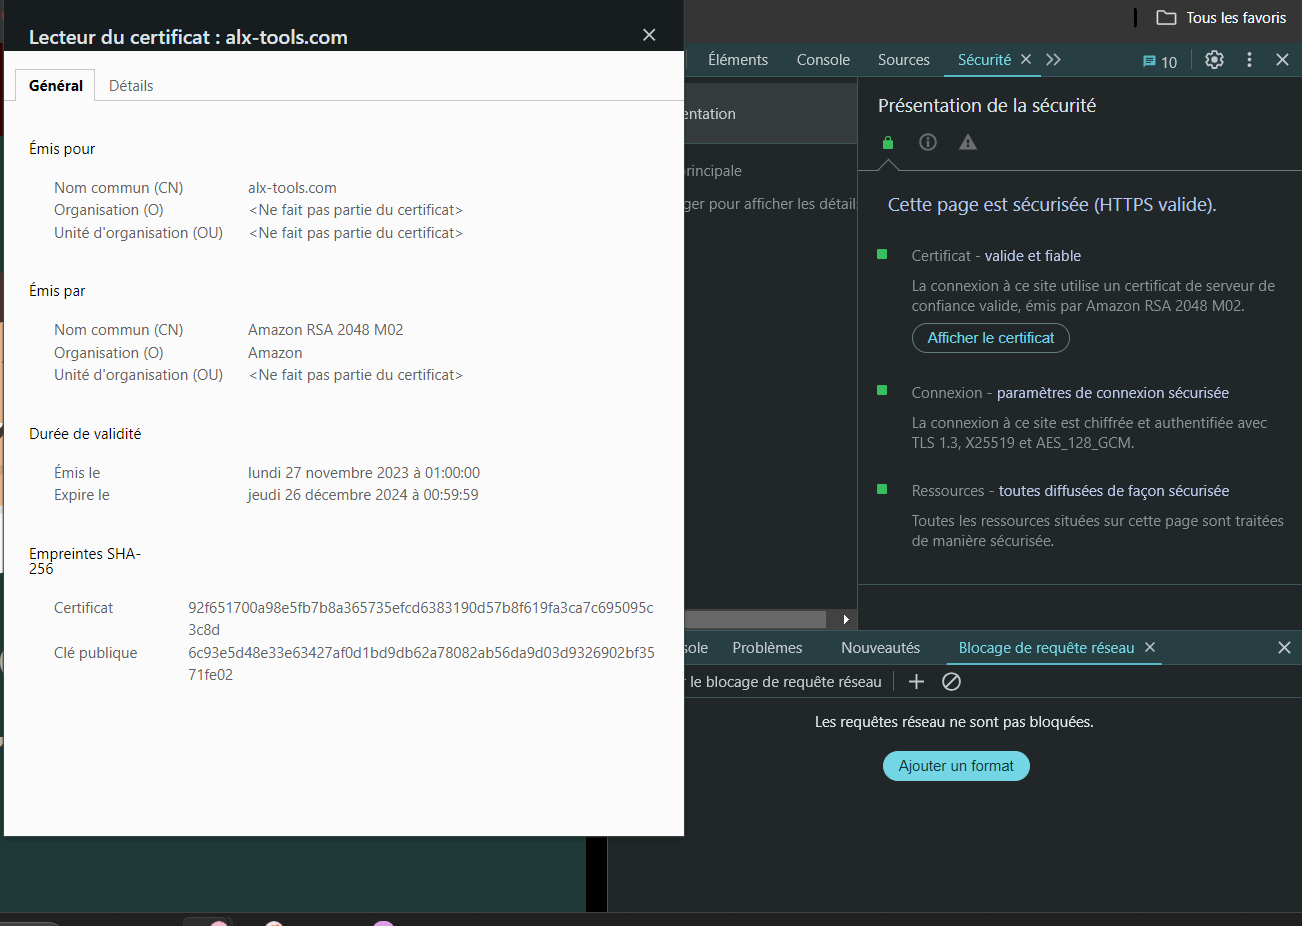 Tous les favoris
Lecteur du certificat : alx-tools.com
Général
Détails
Émis pour
Nom commun (CN) alx-tools.com
Organisation (O) <Ne fait pas partie du certificat>
Unité d'organisation (OU) <Ne fait pas partie du certificat>
Émis par
Nom commun (CN) Amazon RSA 2048 M02
Organisation (O) Amazon
Unité d'organisation (OU) <Ne fait pas partie du certificat>
Durée de validité
Émis le lundi 27 novembre 2023 à 01:00:00
Expire le jeudi 26 décembre 2024 à 00:59:59
Empreintes SHA-
256
Certificat 92f651700a98e5fb7b8a365735efcd6383190d57b8f619fa3ca7c695095c
3c8d
Clé publique 6c93e5d48e33e63427af0d1bd9db62a78082ab56da9d03d9326902bf35
71fe02
Éléments Console Sources Sécurité 10
entation
rincipale
ger pour afficher les détail
Présentation de la sécurité
Cette page est sécurisée (HTTPS valide).
Certificat - valide et fiable
La connexion à ce site utilise un certificat de serveur de
confiance valide, émis par Amazon RSA 2048 M02.
Afficher le certificat
Connexion - paramètres de connexion sécurisée
La connexion à ce site est chiffrée et authentifiée avec
TLS 1.3, X25519 et AES_128_GCM.
Ressources - toutes diffusées de façon sécurisée
Toutes les ressources situées sur cette page sont traitées
de manière sécurisée.
sole Problèmes Nouveautés Blocage de requête réseau
le blocage de requête réseau
Les requêtes réseau ne sont pas bloquées.
Ajouter un format